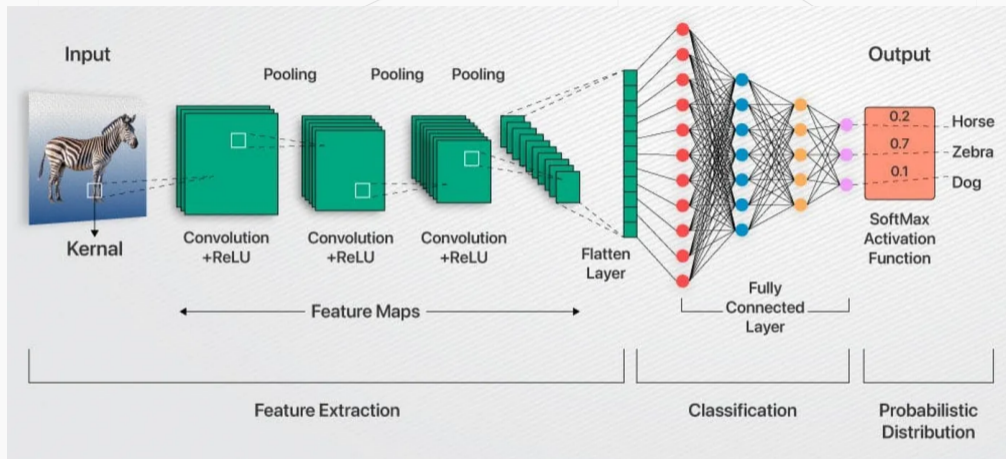 Input
Pooling
Pooling
Pooling
Output
Kernal
Convolution
+ReLU
Convolution
+ReLU
Convolution
+ReLU
Flatten
Layer
0.2
0.7
0.1
Horse
Zebra
Dog
SoftMax
Activation
Function
Feature Maps
Fully
Connected
Layer
Feature Extraction
Classification
Probabilistic
Distribution